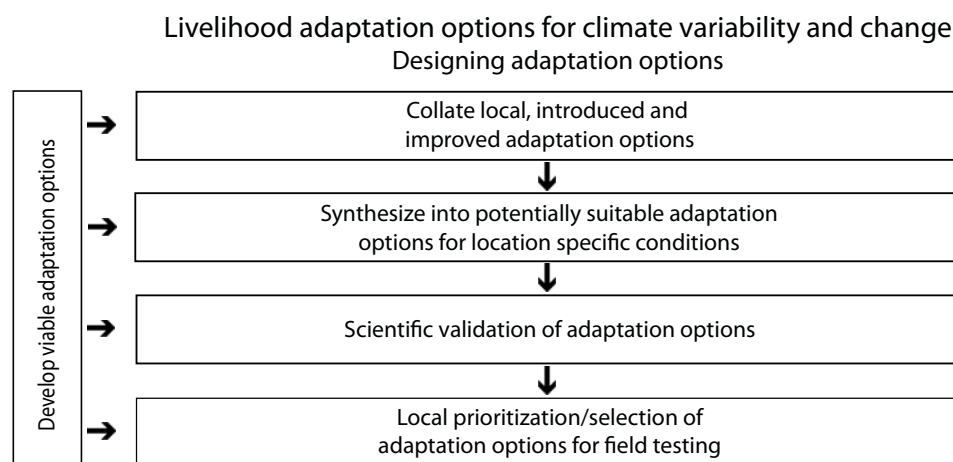 Livelihood adaptation options for climate variability and change
Designing adaptation options
Develop viable adaptation options
Collate local, introduced and
improved adaptation options
Synthesize into potentially suitable adaptation
options for location specific conditions
Scientific validation of adaptation options
Local prioritization/selection of
adaptation options for field testing